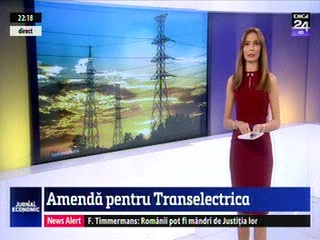 22:18
direct
DIGI
24
HD
JURNAL
ECONOMIC
Amendă pentru Transelectrica
News Alert
F. Timmermans: Românii pot fi mândri de Justiția lor